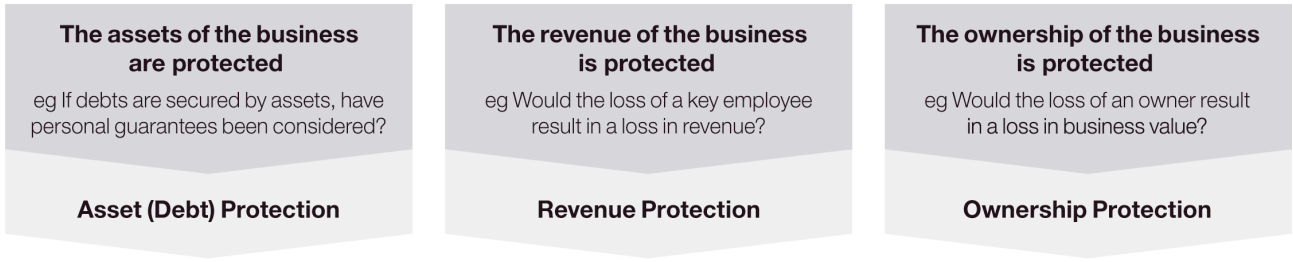 The assets of the business
are protected
eg If debts are secured by assets, have
personal guarantees been considered?
Asset (Debt) Protection
The revenue of the business
is protected
eg Would the loss of a key employee
result in a loss in revenue?
Revenue Protection
The ownership of the business
is protected
eg Would the loss of an owner result
in a loss in business value?
Ownership Protection